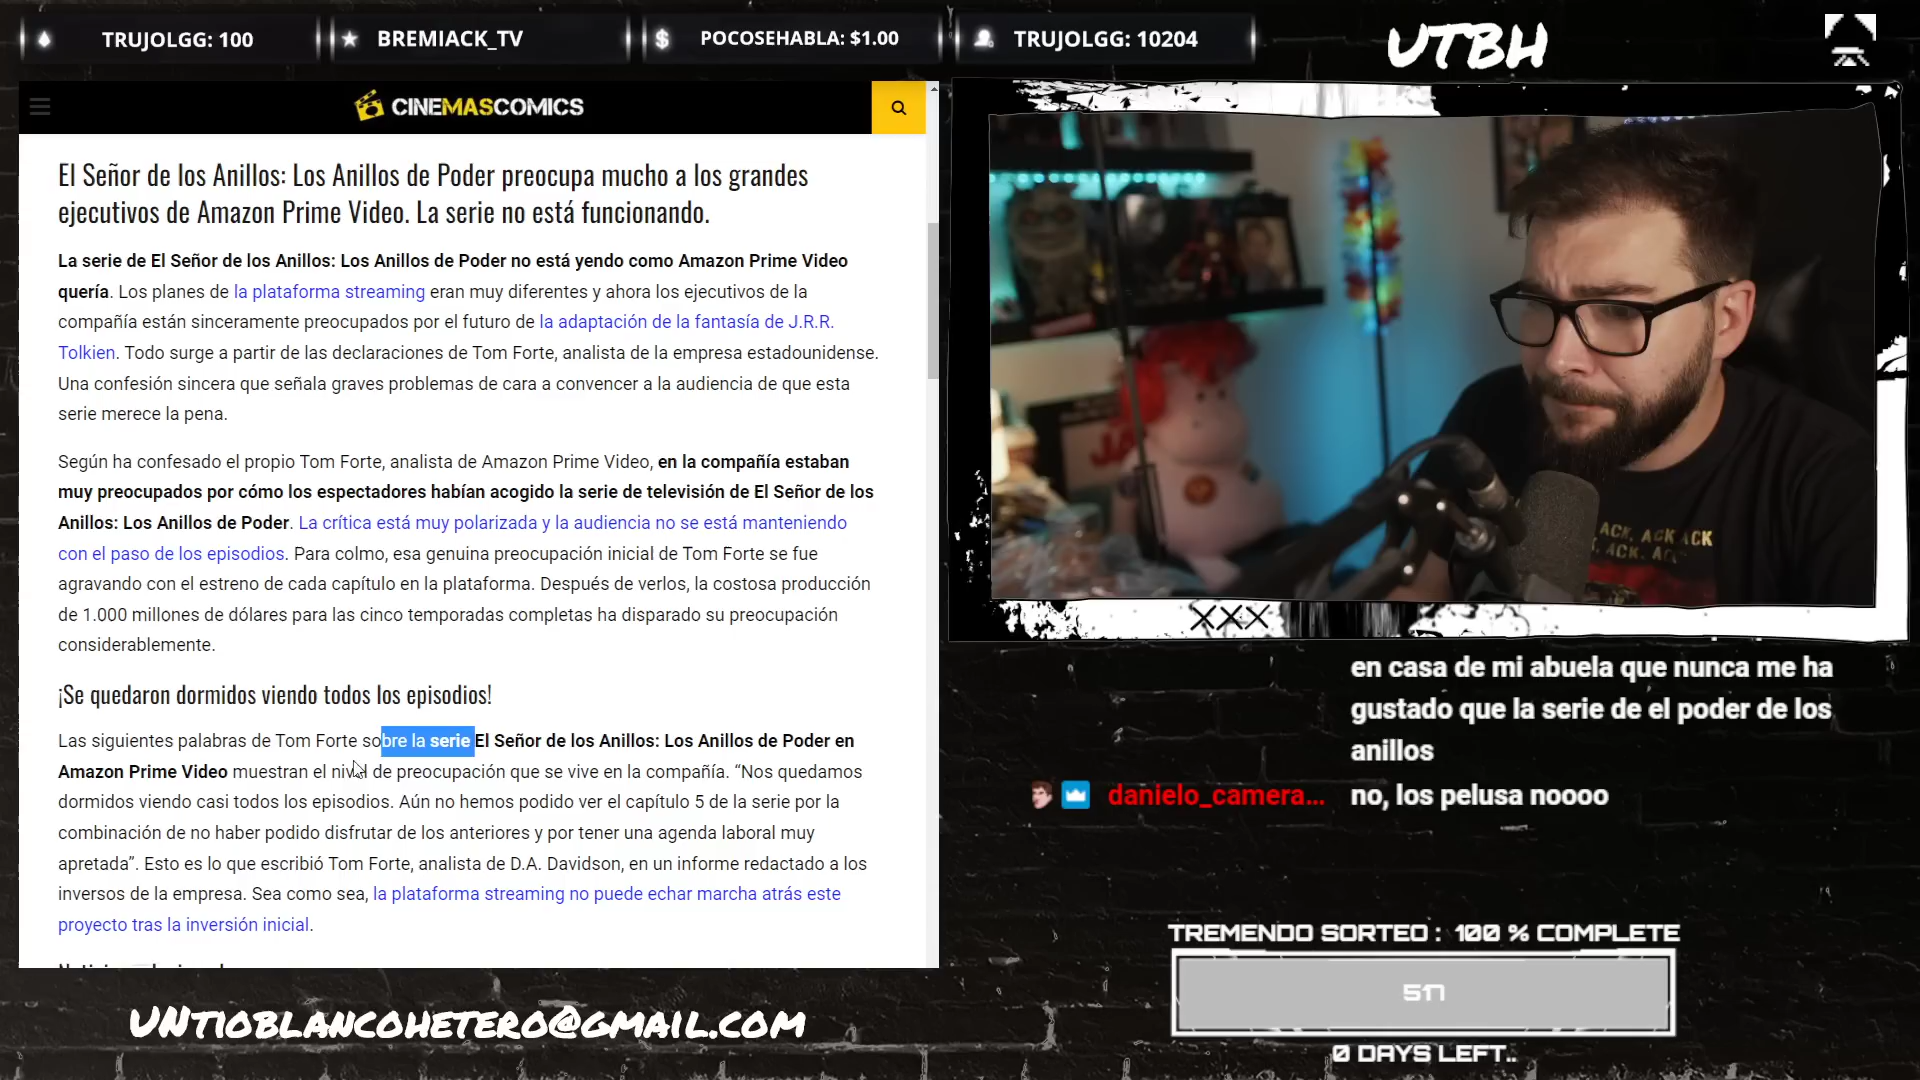 TRUJOLGG: 100
BREMIACK_TV
POCOSEHABLA: $1.00
TRUJOLGG: 10204
UTBH
CINEMASCOMICS
El Señor de los Anillos: Los Anillos de Poder preocupa mucho a los grandes
ejecutivos de Amazon Prime Video. La serie no está funcionando.
La serie de El Señor de los Anillos: Los Anillos de Poder no está yendo como Amazon Prime Video
quería. Los planes de la plataforma streaming eran muy diferentes y ahora los ejecutivos de la
compañía están sinceramente preocupados por el futuro de la adaptación de la fantasía de J.R.R.
Tolkien. Todo surge a partir de las declaraciones de Tom Forte, analista de la empresa estadounidense.
Una confesión sincera que señala graves problemas de cara a convencer a la audiencia de que esta
serie merece la pena.
Según ha confesado el propio Tom Forte, analista de Amazon Prime Video, en la compañía estaban
muy preocupados por cómo los espectadores habían acogido la serie de televisión de El Señor de los
Anillos: Los Anillos de Poder. La crítica está muy polarizada y la audiencia no se está manteniendo
con el paso de los episodios. Para colmo, esa genuina preocupación inicial de Tom Forte se fue
agravando con el estreno de cada capítulo en la plataforma. Después de verlos, la costosa producción
de 1.000 millones de dólares para las cinco temporadas completas ha disparado su preocupación
considerablemente.
¡Se quedaron dormidos viendo todos los episodios!
Las siguientes palabras de Tom Forte sobre la serie El Señor de los Anillos: Los Anillos de Poder en
Amazon Prime Video muestran el nivel de preocupación que se vive en la compañía. “Nos quedamos
dormidos viendo casi todos los episodios. Aún no hemos podido ver el capítulo 5 de la serie por la
combinación de no haber podido disfrutar de los anteriores y por tener una agenda laboral muy
apretada”. Esto es lo que escribió Tom Forte, analista de D.A. Davidson, en un informe redactado a los
inversos de la empresa. Sea como sea, la plataforma streaming no puede echar marcha atrás este
proyecto tras la inversión inicial.
ACK, ACK ACK
ACK. ACK. ACK
XXX
en casa de mi abuela que nunca me ha
gustado que la serie de el poder de los
anillos
danielo_camera... no, los pelusa noooo
TREMENDO SORTEO : 100 % COMPLETE
517
0 DAYS LEFT..
UNTIOBLANCOHETERO@GMAIL.COM